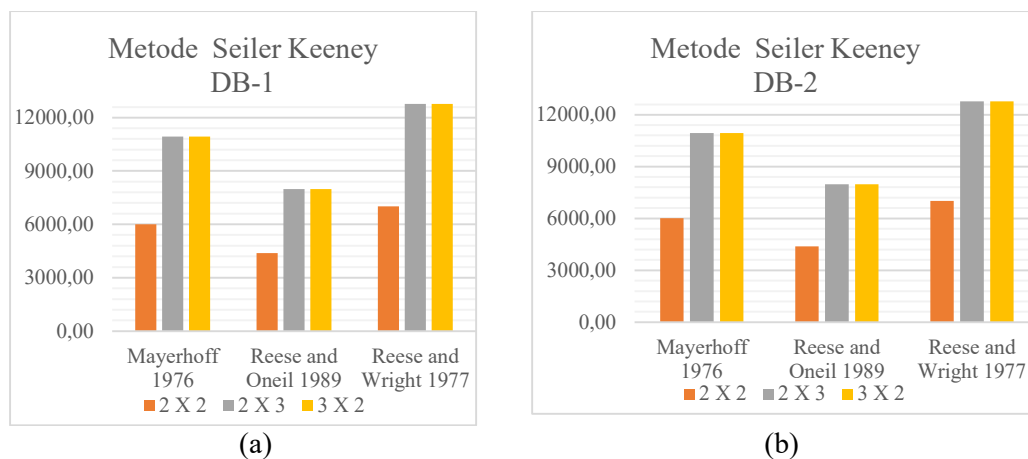 Metode Seiler Keeney
DB-1
12000,00
9000,00
6000,00
3000,00
0,00
Mayerhoff
1976
Reese and
Oneil 1989
Reese and
Wright 1977
2 X 2
2 X 3
3 X 2
(a)
Metode Seiler Keeney
DB-2
12000,00
9000,00
6000,00
3000,00
0,00
Mayerhoff
1976
Reese and
Oneil 1989
Reese and
Wright 1977
2 X 2
2 X 3
3 X 2
(b)